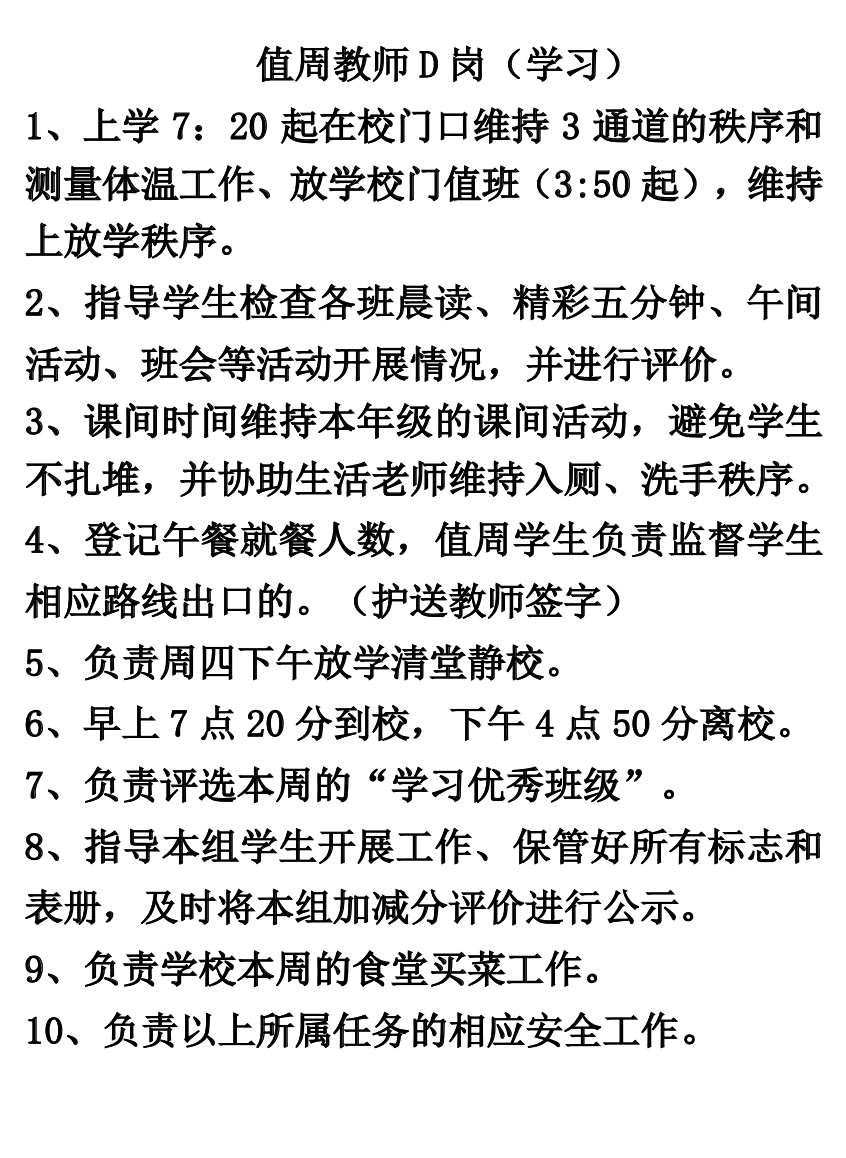 值周教师 D 岗（学习）
1、上学 7：20 起在校门口维持 3 通道的秩序和
测量体温工作、放学校门值班（3:50 起），维持
上放学秩序。
2、指导学生检查各班晨读、精彩五分钟、午间
活动、班会等活动开展情况，并进行评价。
3、课间时间维持本年级的课间活动，避免学生
不扎堆，并协助生活老师维持入厕、洗手秩序。
4、登记午餐就餐人数，值周学生负责监督学生
相应路线出口的。（护送教师签字）
5、负责周四下午放学清堂静校。
6、早上 7 点 20 分到校，下午 4 点 50 分离校。
7、负责评选本周的“学习优秀班级”。
8、指导本组学生开展工作、保管好所有标志和
表册，及时将本组加减分评价进行公示。
9、负责学校本周的食堂买菜工作。
10、负责以上所属任务的相应安全工作。